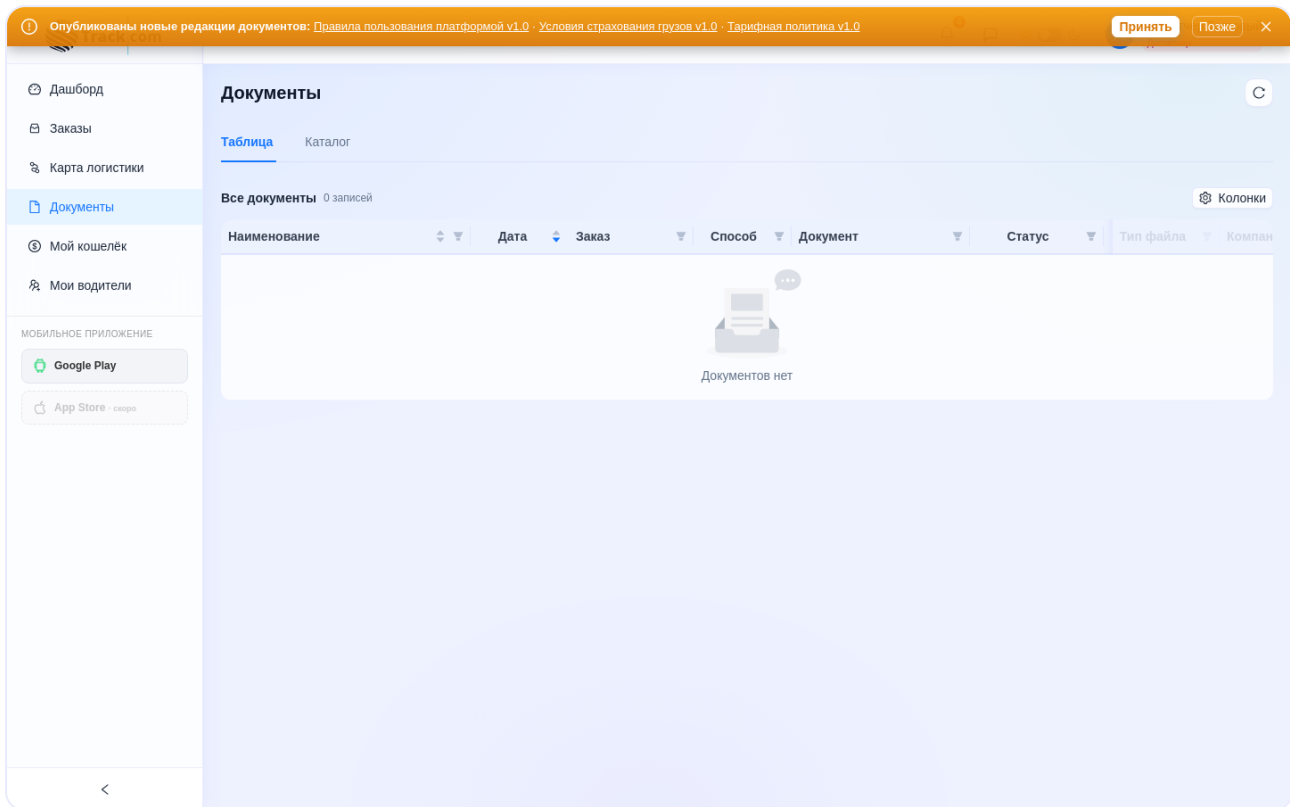 Опубликованы новые редакции документов: Правила пользования платформой v1.0 · Условия страхования грузов v1.0 · Тарифная политика v1.0
Принять
Позже
Track.com
Дашборд
Заказы
Карта логистики
Документы
Мой кошелёк
Мои водители
МОБИЛЬНОЕ ПРИЛОЖЕНИЕ
Google Play
App Store · скоро
Документы
Таблица
Каталог
Все документы 0 записей
Колонки
Наименование Дата Заказ Способ Документ Статус Тип файла Компан
Документов нет